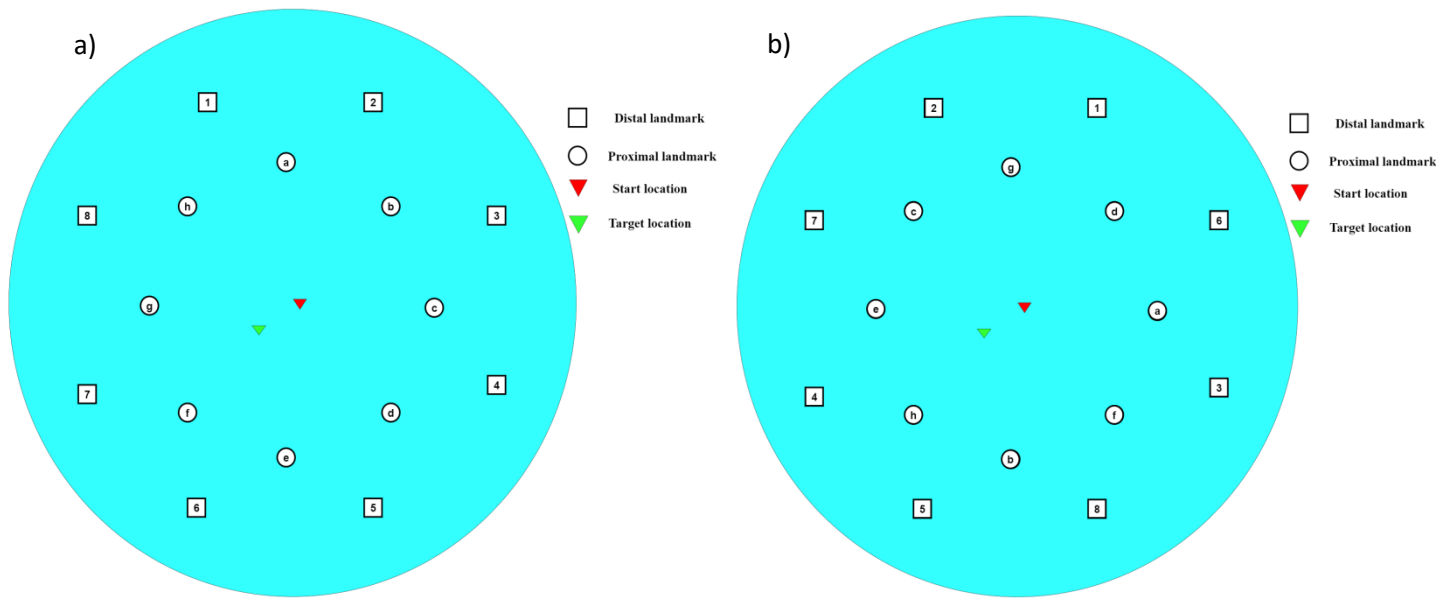 a)
1 2
a
h b
8 3
g c
7 4
f d
e
6 5
Distal landmark
Proximal landmark
Start location
Target location
b)
2 1
g
c d
7 6
e a
4 3
h f
b
5 8
Distal landmark
Proximal landmark
Start location
Target location